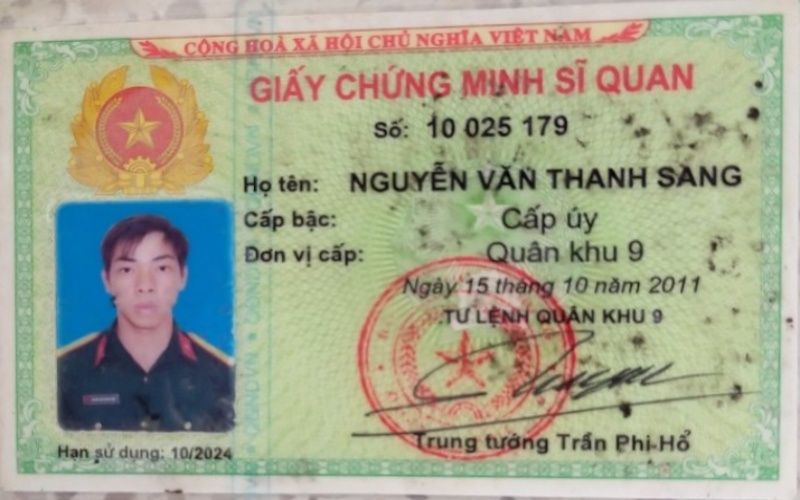 CỘNG HOÀ XÃ HỘI CHỦ NGHĨA VIỆT NAM
GIẤY CHỨNG MINH SĨ QUAN
Số: 10 025 179
Họ tên: NGUYỄN VĂN THANH SANG
Cấp bậc: Cấp úy
Đơn vị cấp: Quân khu 9
Ngày 15 tháng 10 năm 2011
TƯ LỆNH QUÂN KHU 9
Trung tướng Trần Phi Hổ
Hạn sử dụng: 10/2024